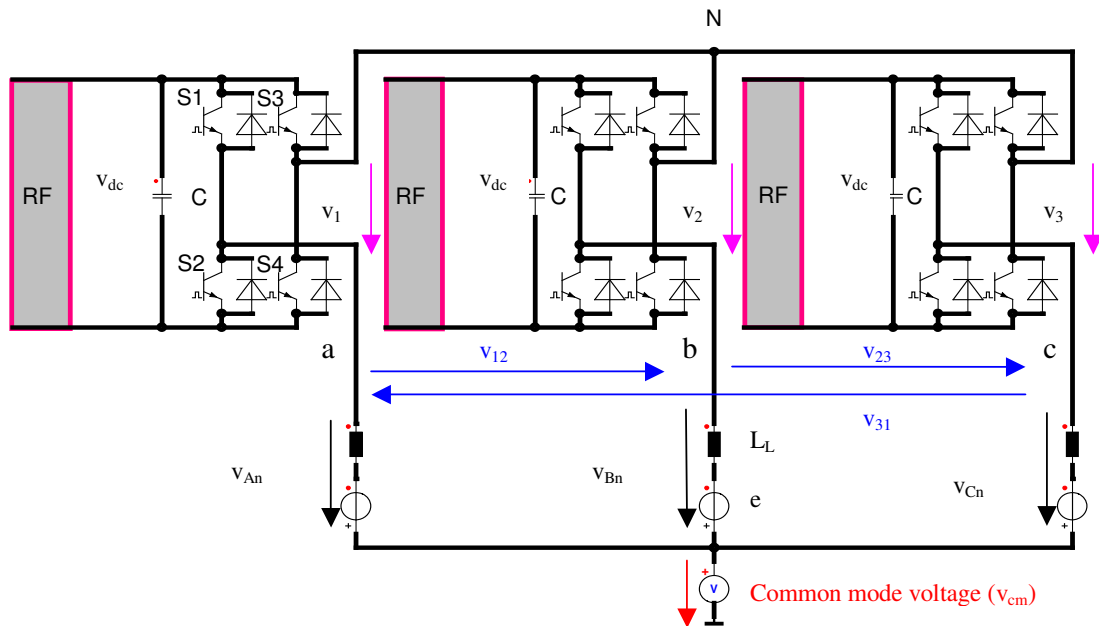 N
S1 S3
RF v_dc C v_1
S2 S4
RF v_dc C v_2
RF v_dc C v_3
a b c
v_12 v_23
v_31
v_An v_Bn L_L v_Cn
e
+ + +
+
v Common mode voltage (v_cm)